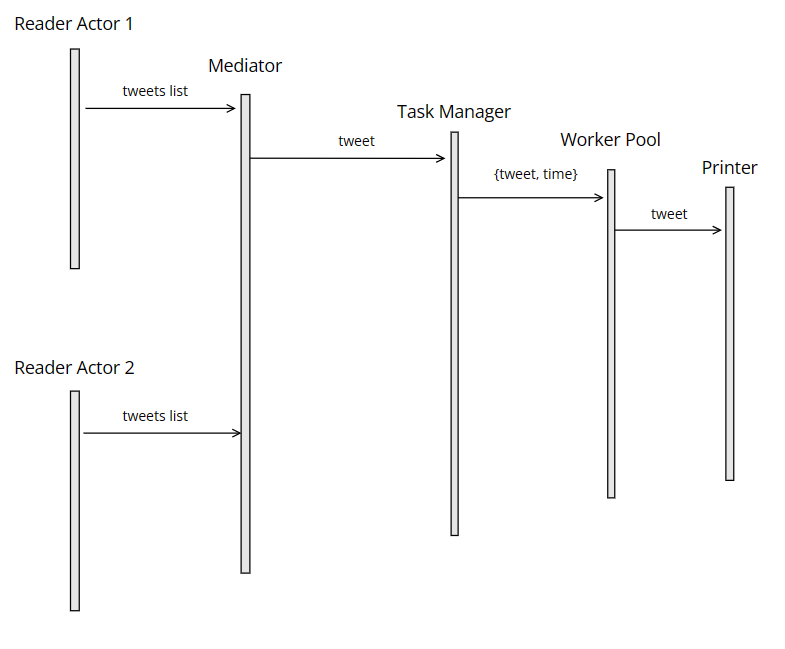 Reader Actor 1
Mediator
tweets list
Task Manager
tweet
Worker Pool
Printer
{tweet, time}
tweet
Reader Actor 2
tweets list